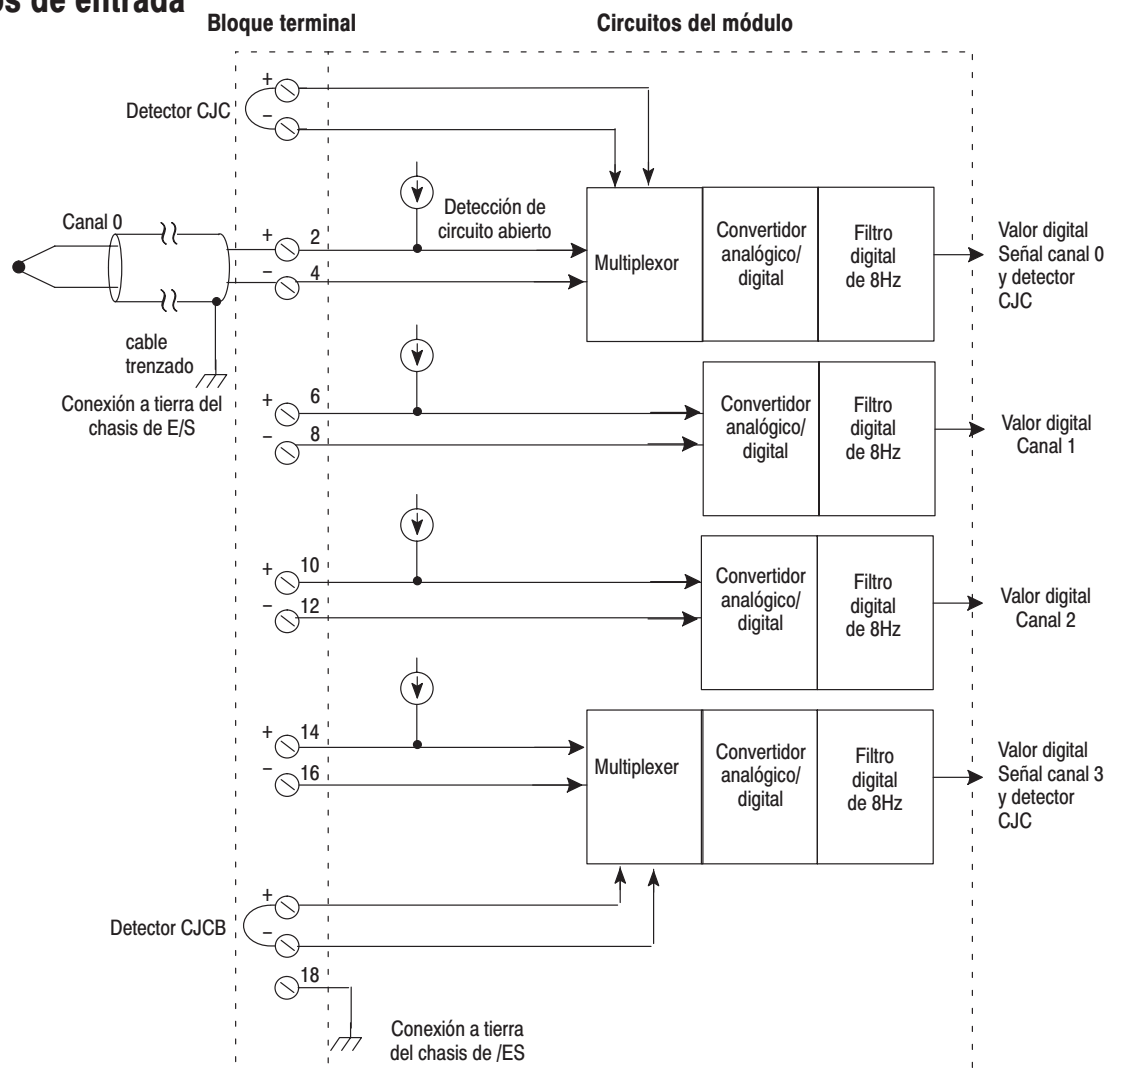 de entrada
Bloque terminal
Circuitos del módulo
+
Detector CJC
–
Canal 0
+
2
–
4
Detección de
circuito abierto
Multiplexor
Convertidor
analógico/
digital
Filtro
digital
de 8Hz
Valor digital
Señal canal 0
y detector
CJC
cable
trenzado
Conexión a tierra del
chasis de E/S
+
6
–
8
Convertidor
analógico/
digital
Filtro
digital
de 8Hz
Valor digital
Canal 1
+
10
–
12
Convertidor
analógico/
digital
Filtro
digital
de 8Hz
Valor digital
Canal 2
+
14
–
16
Multiplexer
Convertidor
analógico/
digital
Filtro
digital
de 8Hz
Valor digital
Señal canal 3
y detector
CJC
+
Detector CJCB
–
18
Conexión a tierra
del chasis de /ES